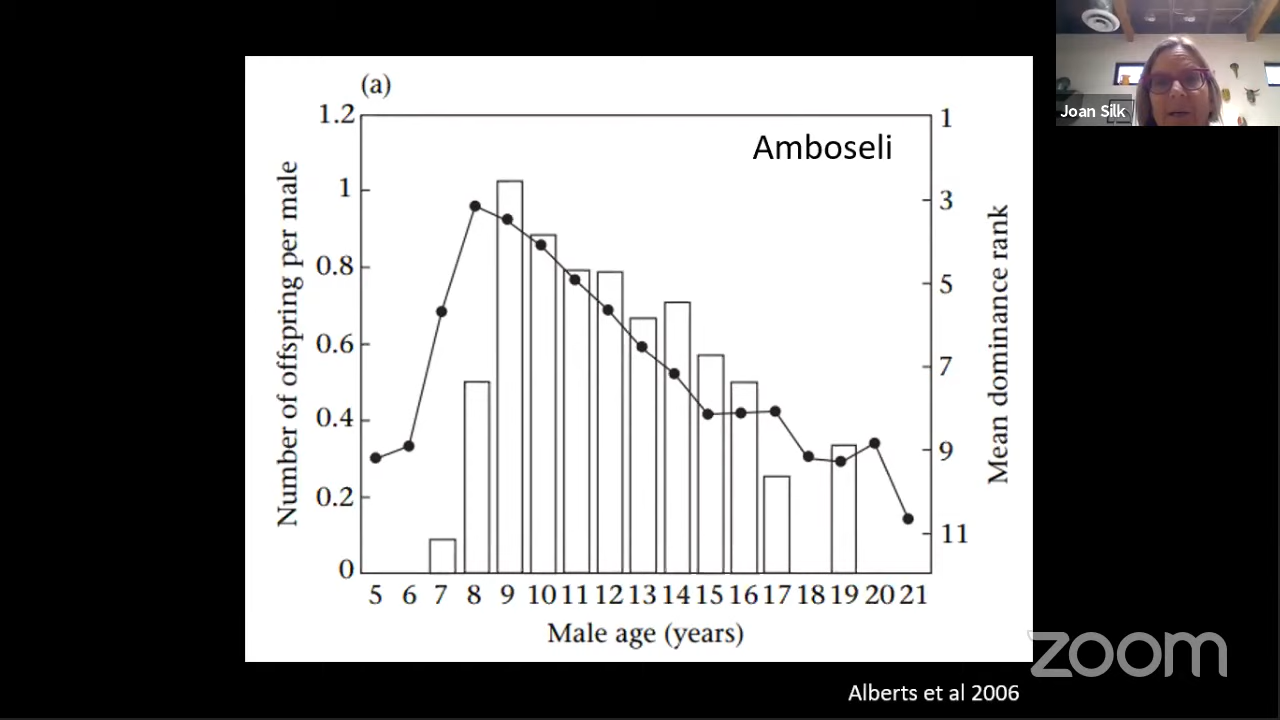 (a)
Amboseli
1.2
1
0.8
0.6
0.4
0.2
0
Number of offspring per male
1
3
5
7
9
11
Mean dominance rank
5 6 7 8 9 10 11 12 13 14 15 16 17 18 19 20 21
Male age (years)
Joan Silk
zoom
Alberts et al 2006